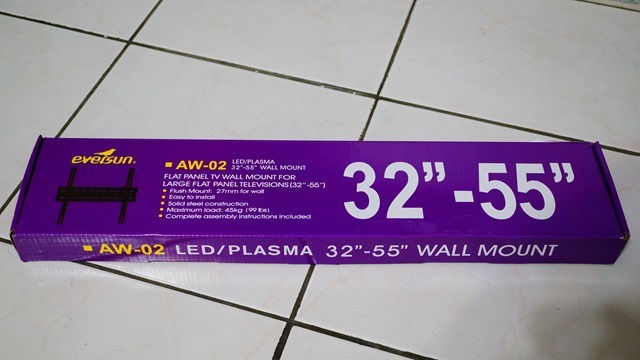 eversun
■ AW-02 LED/PLASMA
32"-55" WALL MOUNT
FLAT PANEL TV WALL MOUNT FOR
LARGE FLAT PANEL TELEVISIONS (32"-55")
• Flush Mount: 27mm for wall
• Easy to install
• Solid steel construction
• Maximum load: 45kg (99 lbs)
• Complete assembly instructions included
32"-55"
■ AW-02 LED/PLASMA 32"-55" WALL MOUNT